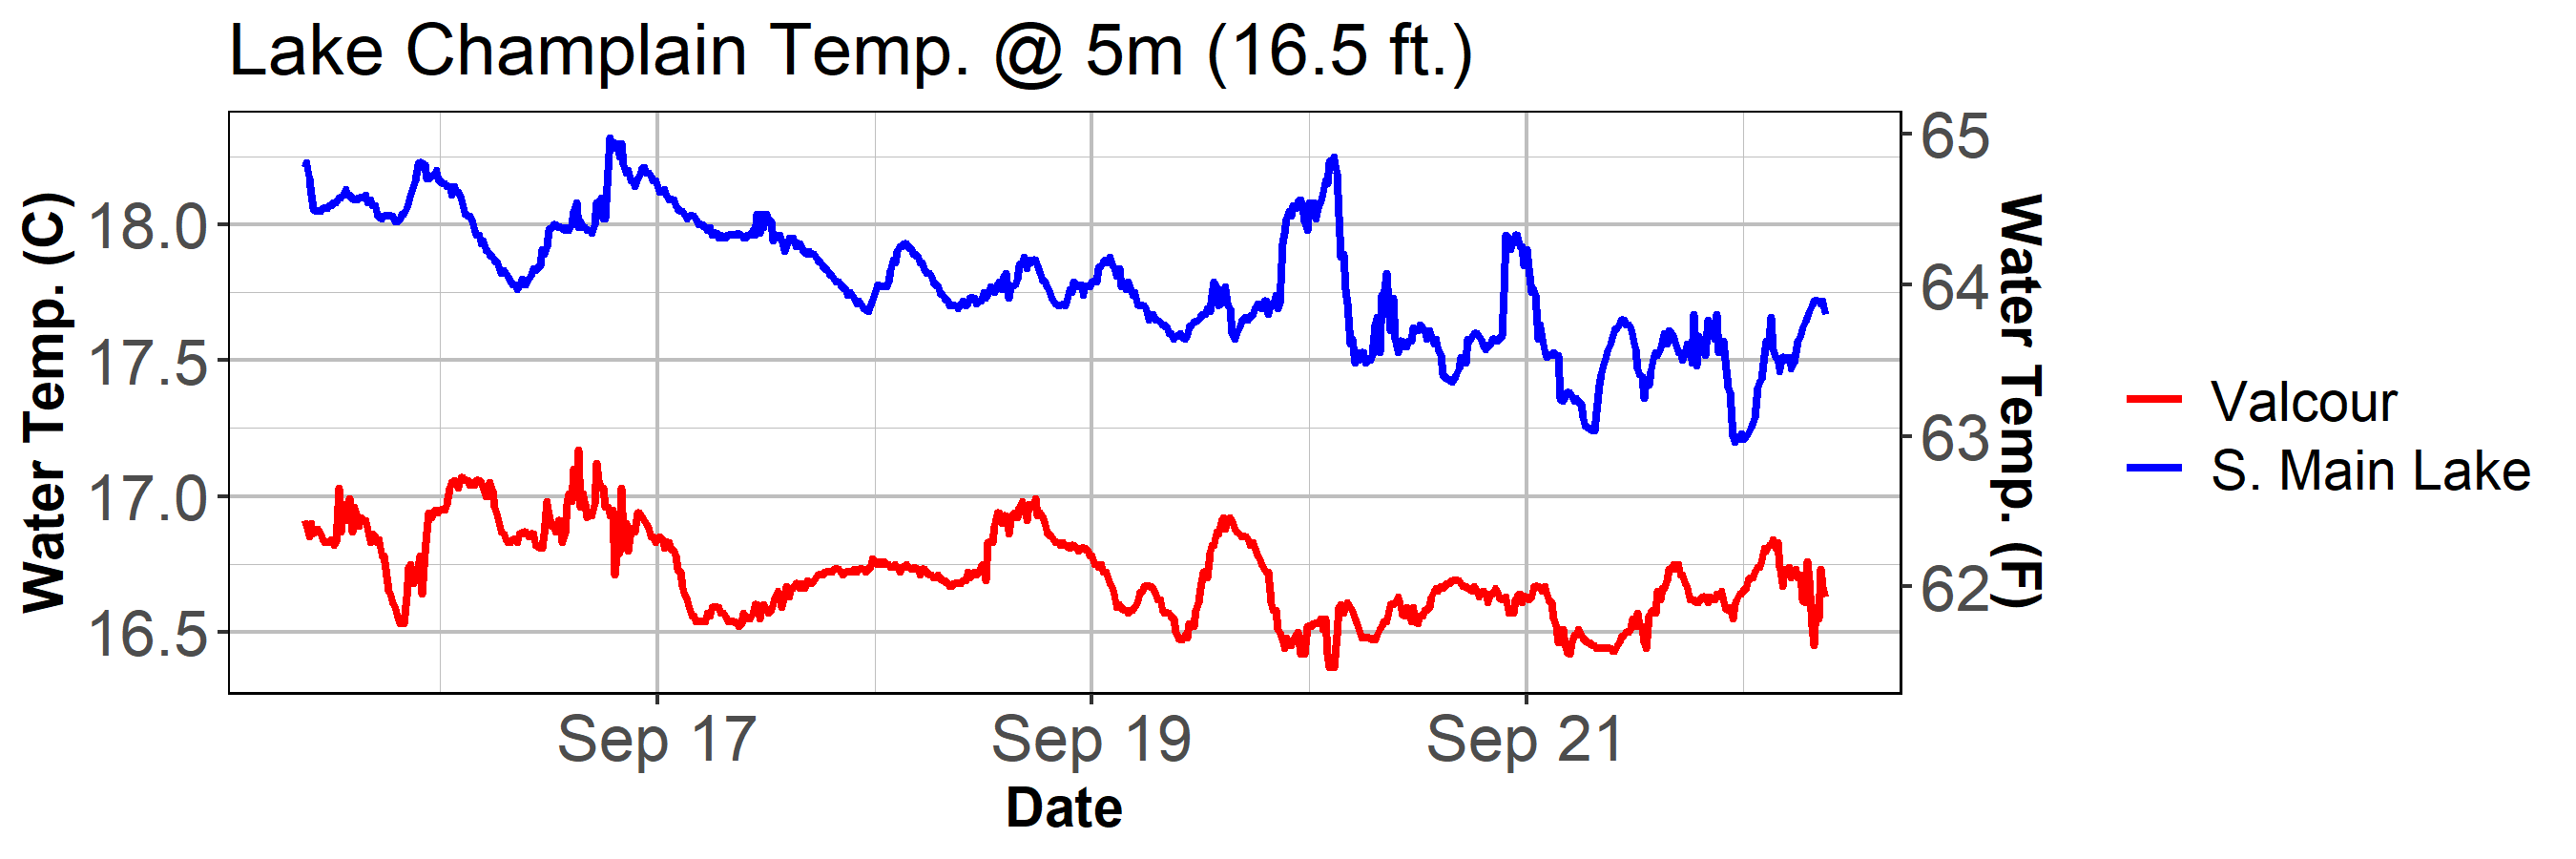 Lake Champlain Temp. @ 5m (16.5 ft.)
Water Temp. (C)
18.0
17.5
17.0
16.5
65
64
63
62
Water Temp. (F)
Sep 17
Sep 19
Sep 21
Date
Valcour
S. Main Lake